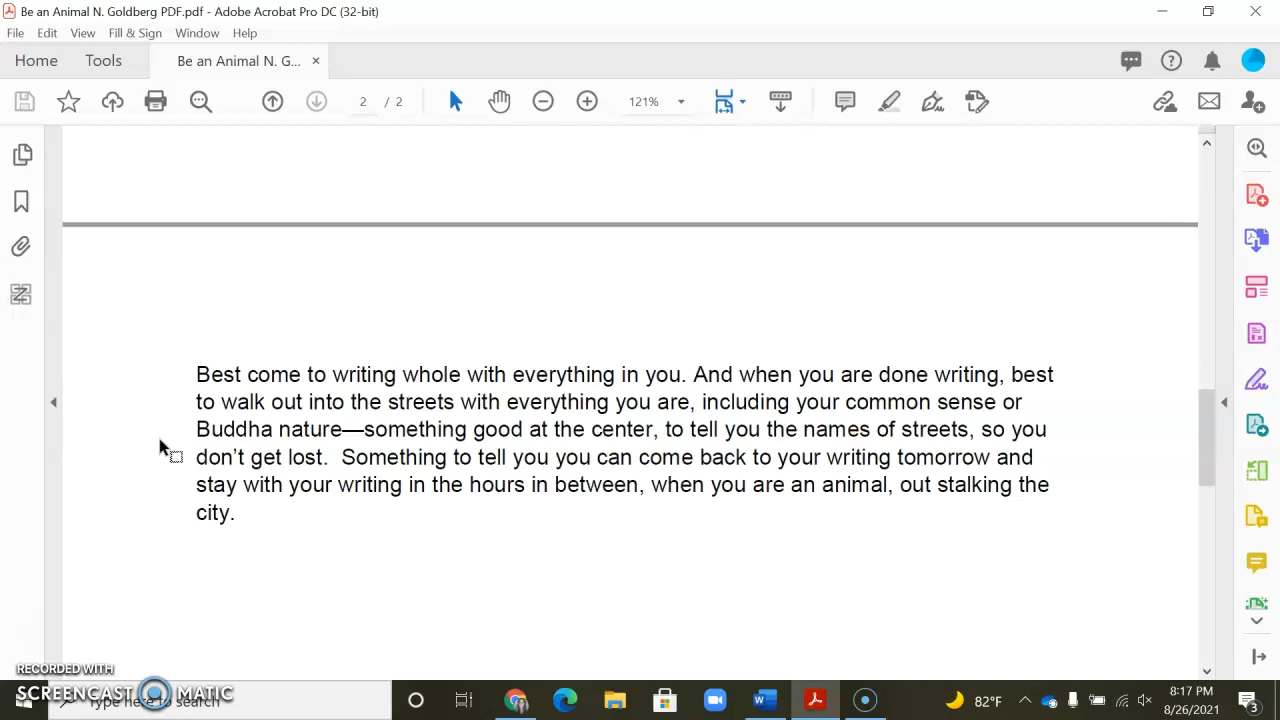 Be an Animal N. Goldberg PDF.pdf - Adobe Acrobat Pro DC (32-bit)
File Edit View Fill & Sign Window Help
Home Tools Be an Animal N. G... ×
2 / 2 121%
Best come to writing whole with everything in you. And when you are done writing, best
to walk out into the streets with everything you are, including your common sense or
Buddha nature—something good at the center, to tell you the names of streets, so you
don’t get lost.  Something to tell you you can come back to your writing tomorrow and
stay with your writing in the hours in between, when you are an animal, out stalking the
city.
RECORDED WITH
SCREENCAST MATIC
Type here to search
82°F
8:17 PM
8/26/2021
3